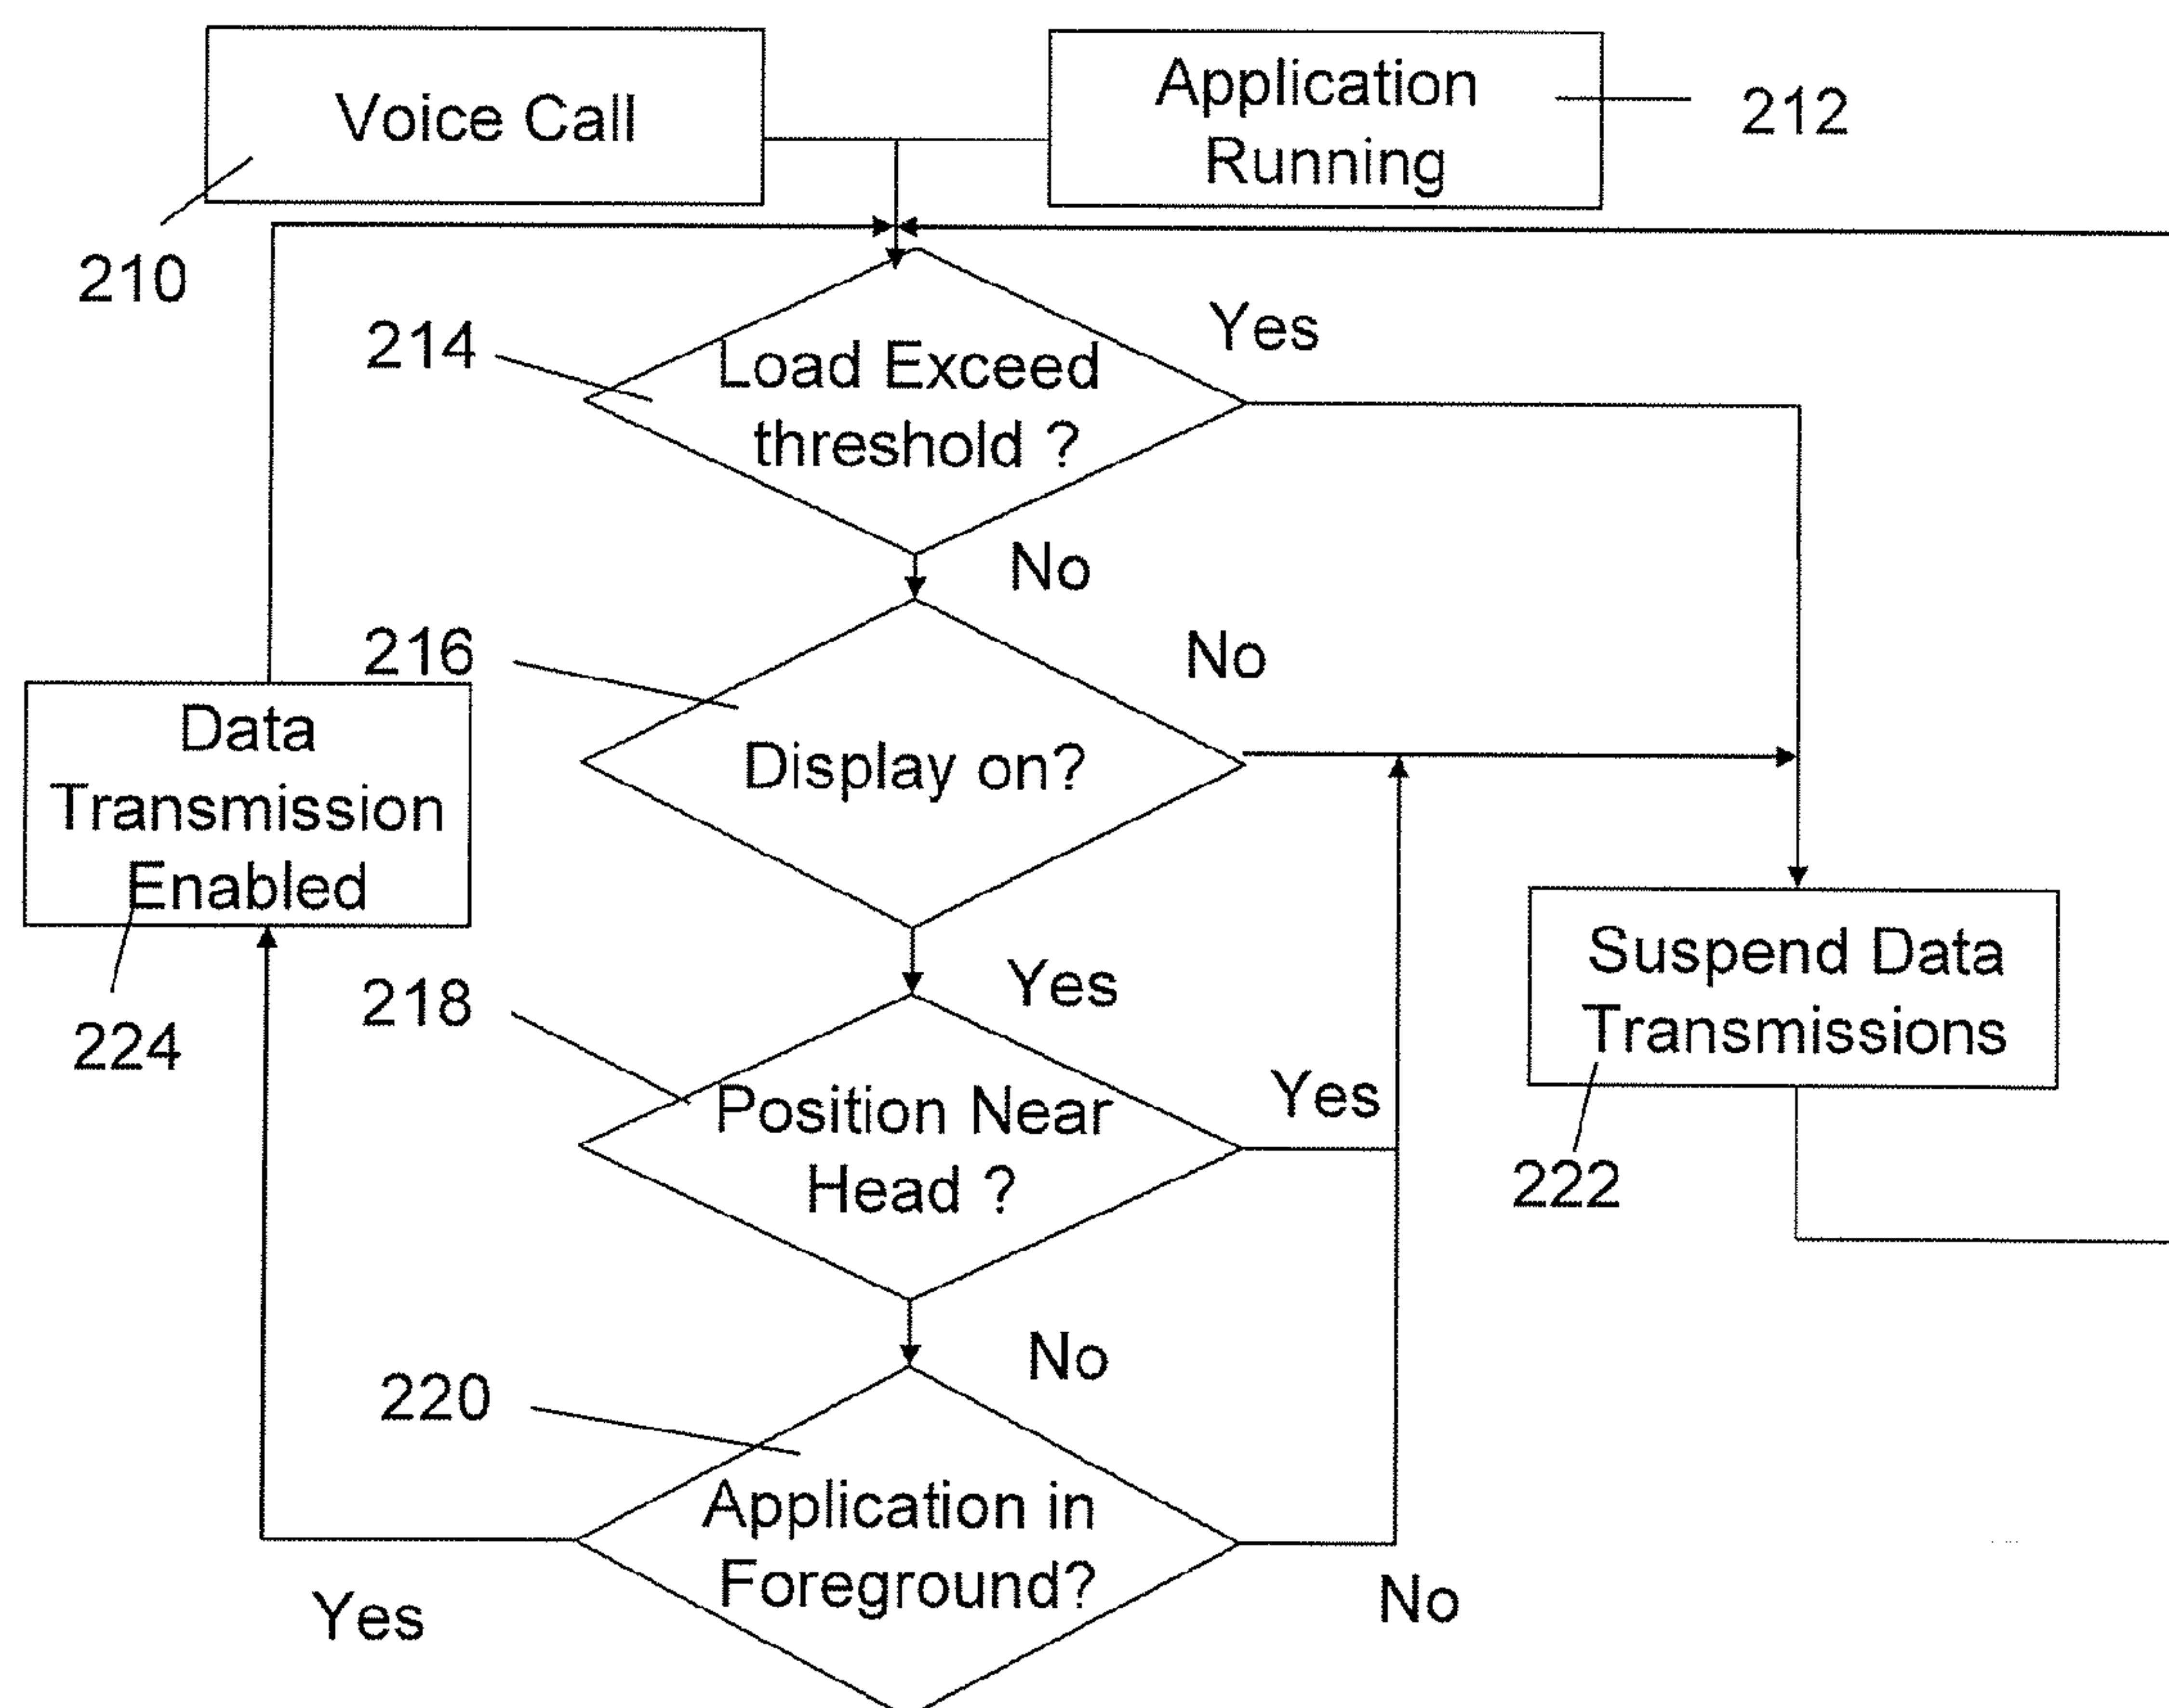 Voice Call
Application
Running
212
210
214
Load Exceed
threshold ?
Yes
No
216
Display on?
No
Data
Transmission
Enabled
224
Yes
218
Position Near
Head ?
Yes
Suspend Data
Transmissions
222
No
220
Application in
Foreground?
Yes
No